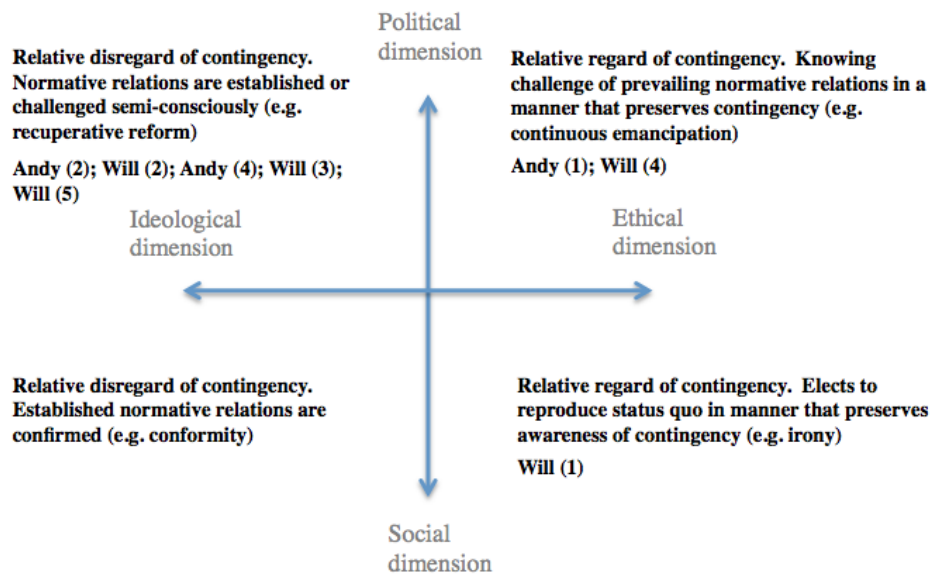 Political
dimension
Relative disregard of contingency.
Normative relations are established or
challenged semi-consciously (e.g.
recuperative reform)
Andy (2); Will (2); Andy (4); Will (3);
Will (5)
Relative regard of contingency.  Knowing
challenge of prevailing normative relations in a
manner that preserves contingency (e.g.
continuous emancipation)
Andy (1); Will (4)
Ideological
dimension
Ethical
dimension
Relative disregard of contingency.
Established normative relations are
confirmed (e.g. conformity)
Relative regard of contingency.  Elects to
reproduce status quo in manner that preserves
awareness of contingency (e.g. irony)
Will (1)
Social
dimension